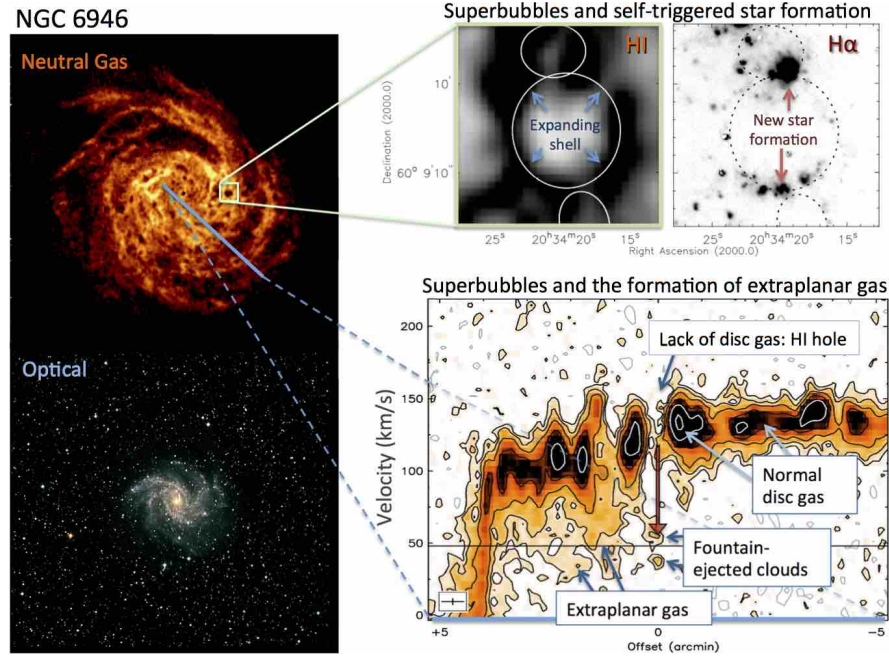 NGC 6946
Neutral Gas
Optical
Superbubbles and self-triggered star formation
HI
Hα
Expanding
shell
New star
formation
Declination (2000.0)
10'
60° 9'10"
25ˢ
20ʰ34ᵐ20ˢ
15ˢ
25ˢ
20ʰ34ᵐ20ˢ
15ˢ
Right Ascension (2000.0)
Superbubbles and the formation of extraplanar gas
Lack of disc gas: HI hole
Normal
disc gas
Fountain-
ejected clouds
Extraplanar gas
Velocity (km/s)
200
150
100
50
0
+5
0
-5
Offset (arcmin)